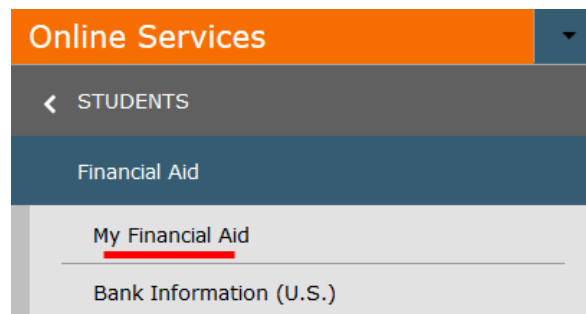 Online Services
STUDENTS
Financial Aid
My Financial Aid
Bank Information (U.S.)